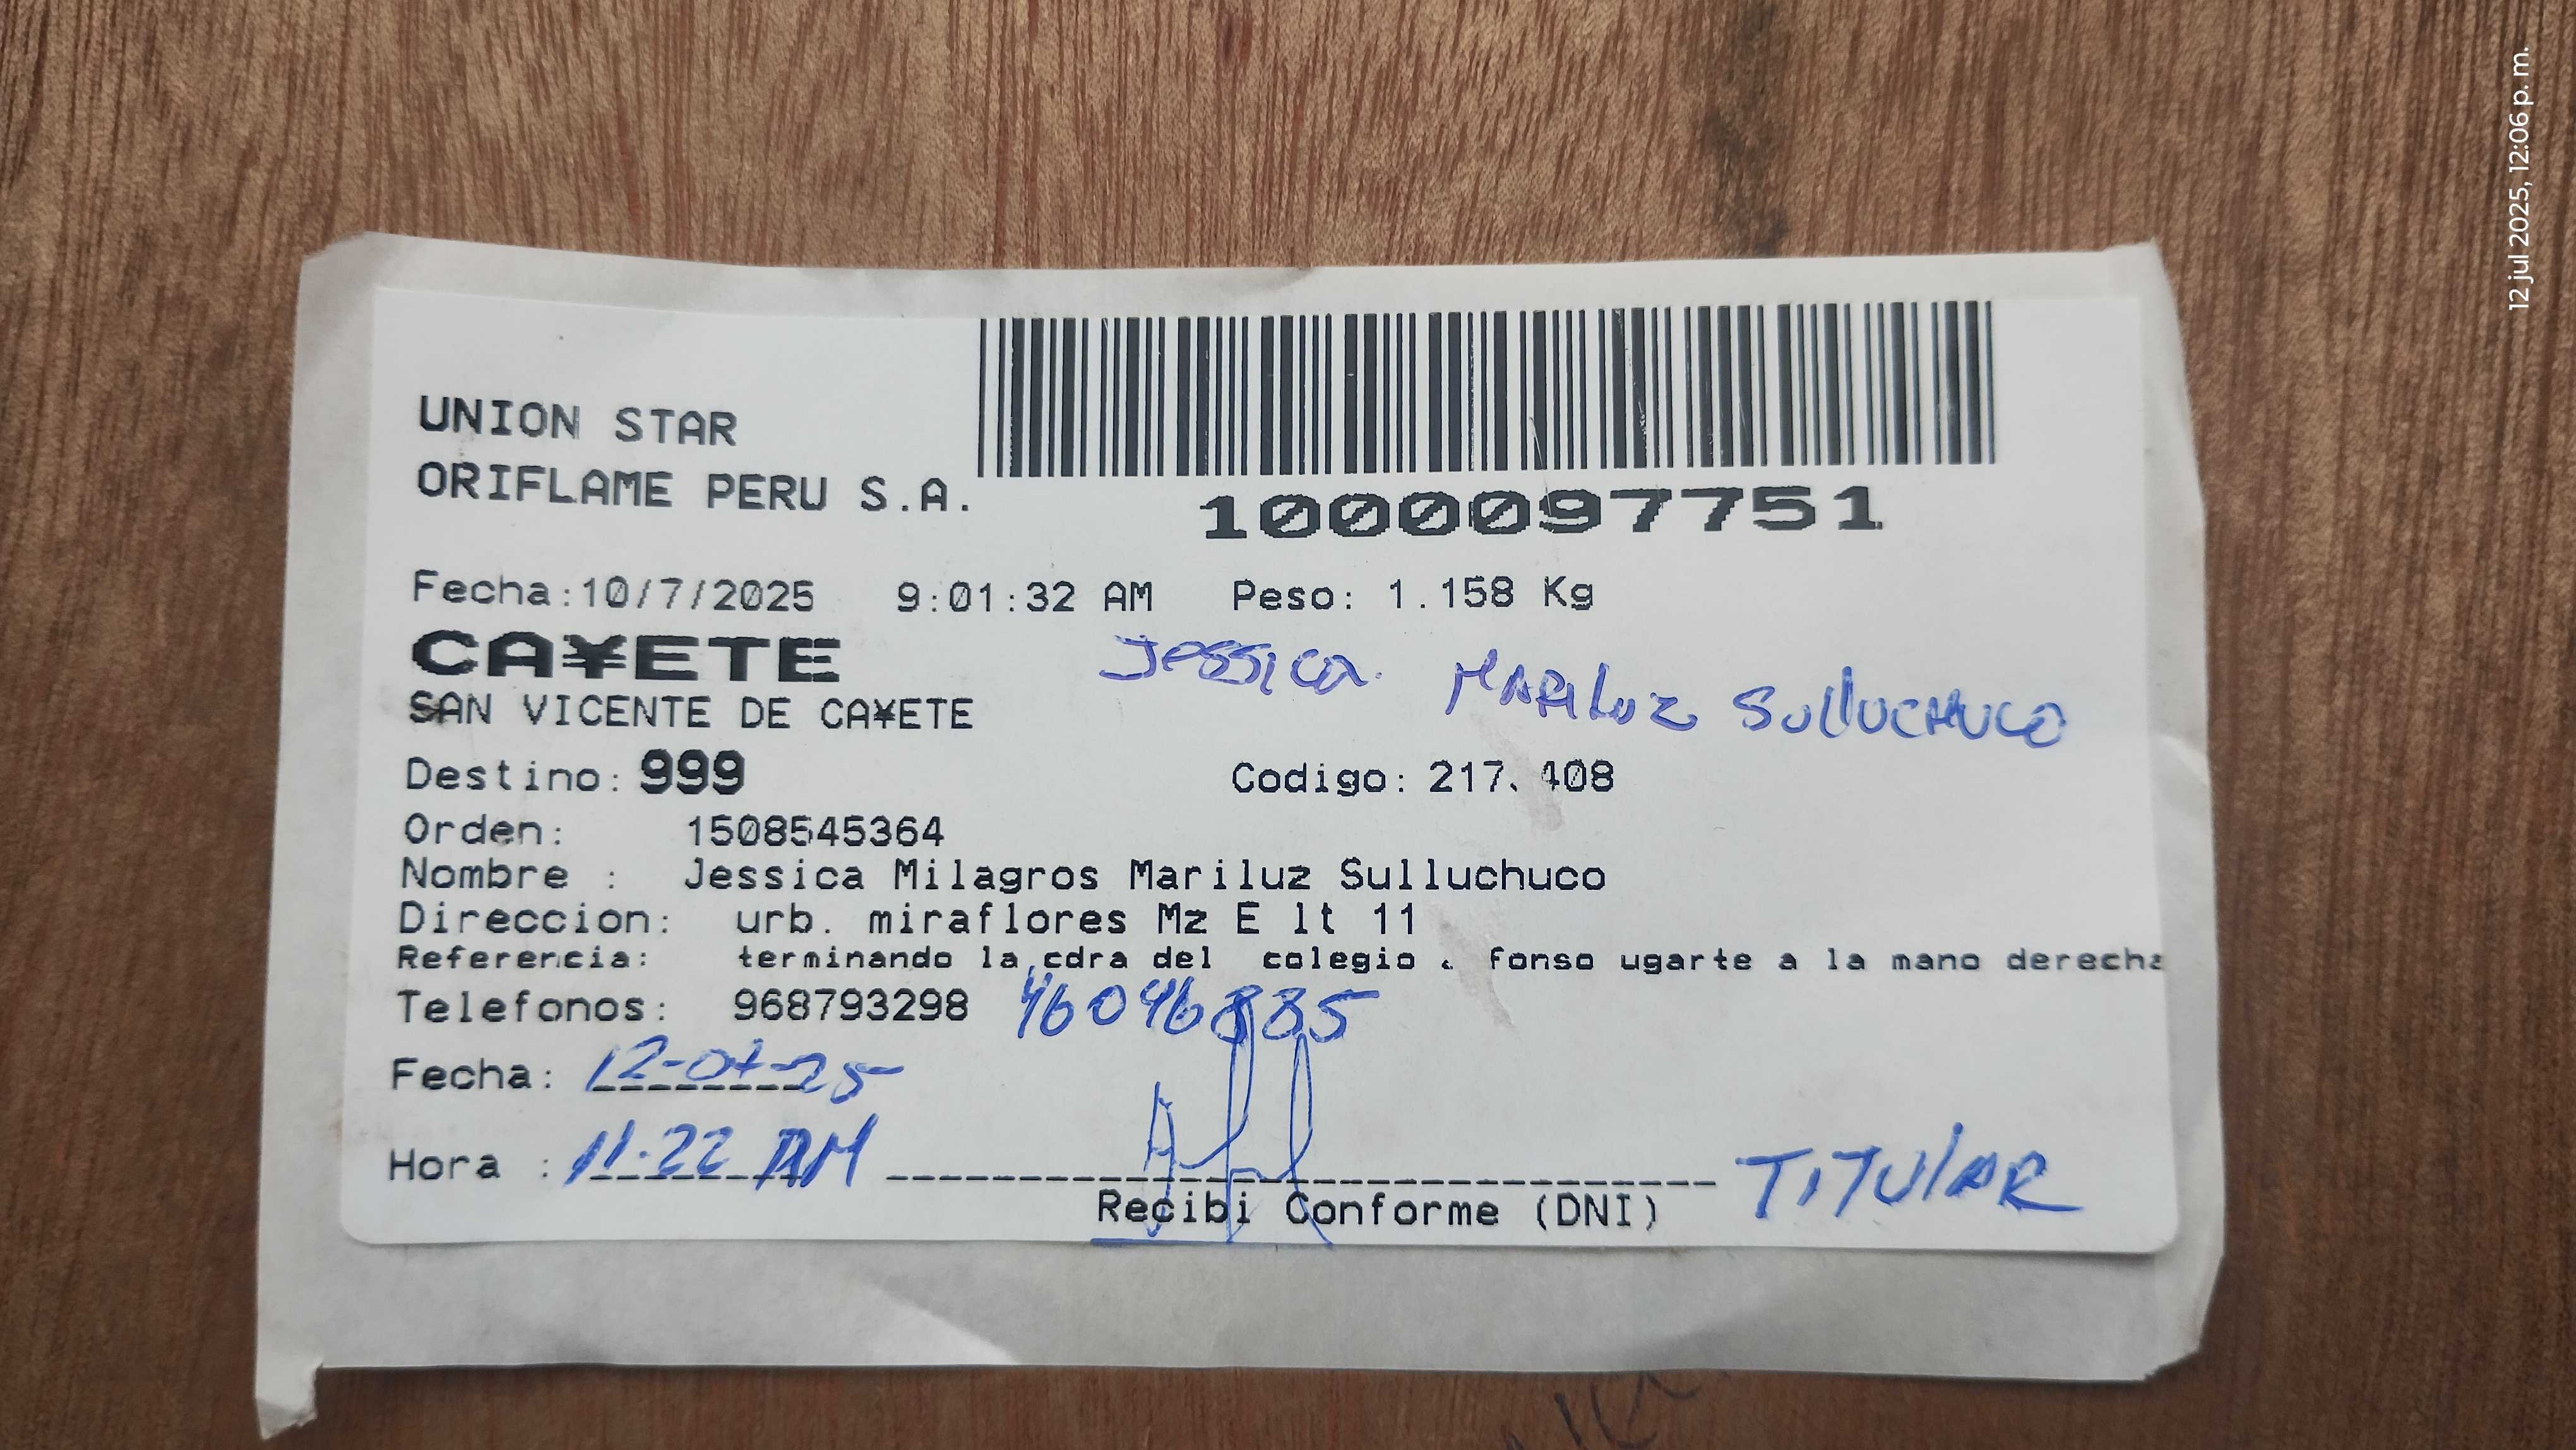 12 jul 2025, 12:06 p. m.
UNION STAR
ORIFLAME PERU S.A.
1000097751
Fecha:10/7/2025 9:01:32 AM Peso: 1.158 Kg
CA¥ETE
Jessica MARILUZ SULLUCHUCO
SAN VICENTE DE CA¥ETE
Destino: 999 Codigo: 217 408
Orden: 1508545364
Nombre : Jessica Milagros Mariluz Sulluchuco
Direccion: urb. miraflores Mz E lt 11
Referencia: terminando la cdra del colegio fonso ugarte a la mano derecha
Telefonos: 968793298 46046885
Fecha: 12-07-25
Hora : 11:22 AM
TITULAR
Recibi Conforme (DNI)